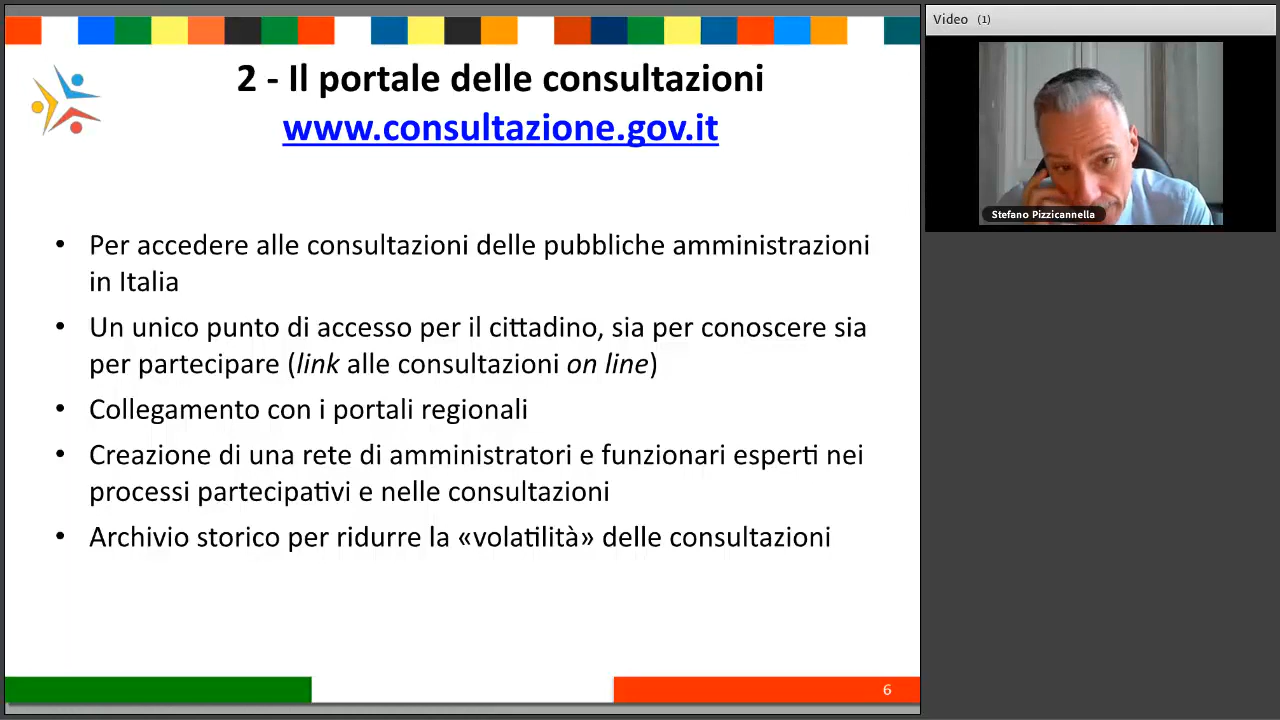 2 - Il portale delle consultazioni
www.consultazione.gov.it
• Per accedere alle consultazioni delle pubbliche amministrazioni
in Italia
• Un unico punto di accesso per il cittadino, sia per conoscere sia
per partecipare (link alle consultazioni on line)
• Collegamento con i portali regionali
• Creazione di una rete di amministratori e funzionari esperti nei
processi partecipativi e nelle consultazioni
• Archivio storico per ridurre la «volatilità» delle consultazioni
6
Video (1)
Stefano Pizzicannella